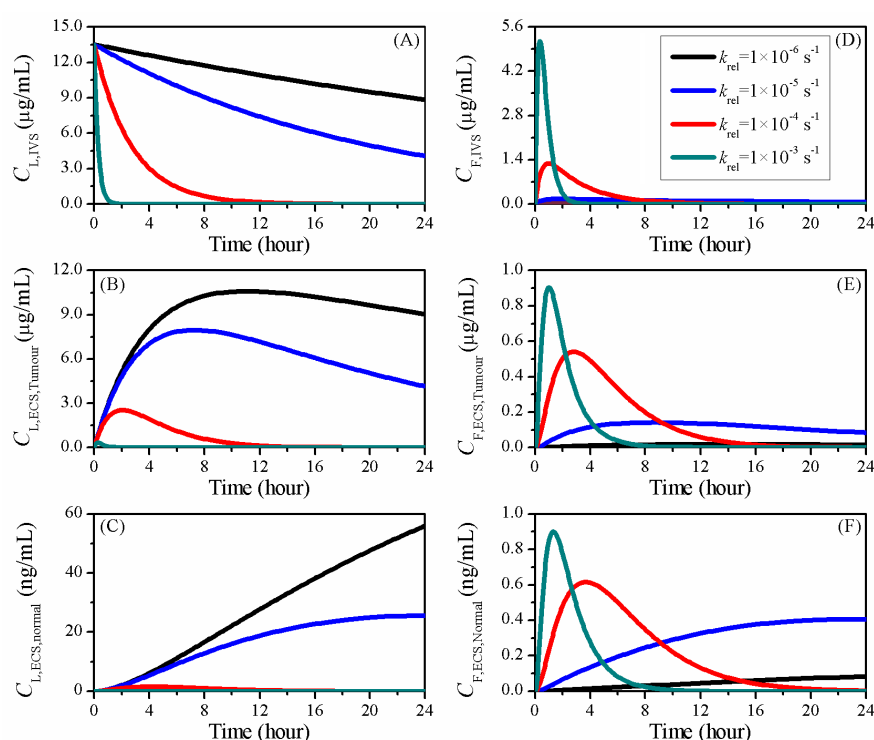 (A)
C_L,IVS (μg/mL)
15.0
12.0
9.0
6.0
3.0
0.0
0 4 8 12 16 20 24
Time (hour)
(D)
C_F,IVS (μg/mL)
5.6
4.2
2.8
1.4
0.0
k_rel=1×10^-6 s^-1
k_rel=1×10^-5 s^-1
k_rel=1×10^-4 s^-1
k_rel=1×10^-3 s^-1
0 4 8 12 16 20 24
Time (hour)
(B)
C_L,ECS,Tumour (μg/mL)
12.0
9.0
6.0
3.0
0.0
0 4 8 12 16 20 24
Time (hour)
(E)
C_F,ECS,Tumour (μg/mL)
1.0
0.8
0.6
0.4
0.2
0.0
0 4 8 12 16 20 24
Time (hour)
(C)
C_L,ECS,normal (ng/mL)
60
40
20
0
0 4 8 12 16 20 24
Time (hour)
(F)
C_F,ECS,Normal (ng/mL)
1.0
0.8
0.6
0.4
0.2
0.0
0 4 8 12 16 20 24
Time (hour)